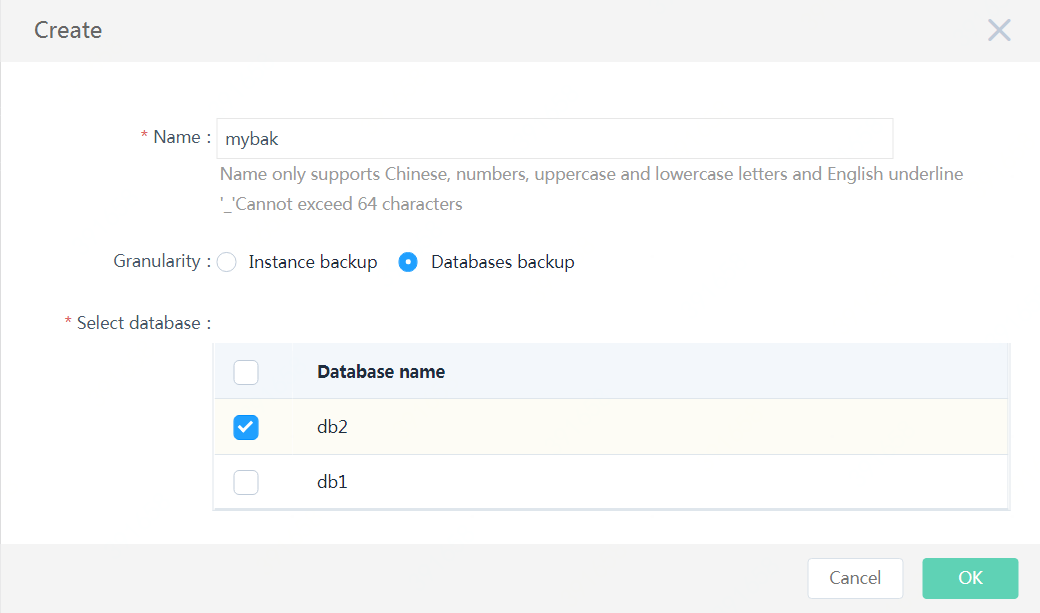 Create
* Name :
mybak
Name only supports Chinese, numbers, uppercase and lowercase letters and English underline
'_'Cannot exceed 64 characters
Granularity : Instance backup Databases backup
* Select database :
Database name
db2
db1
Cancel OK